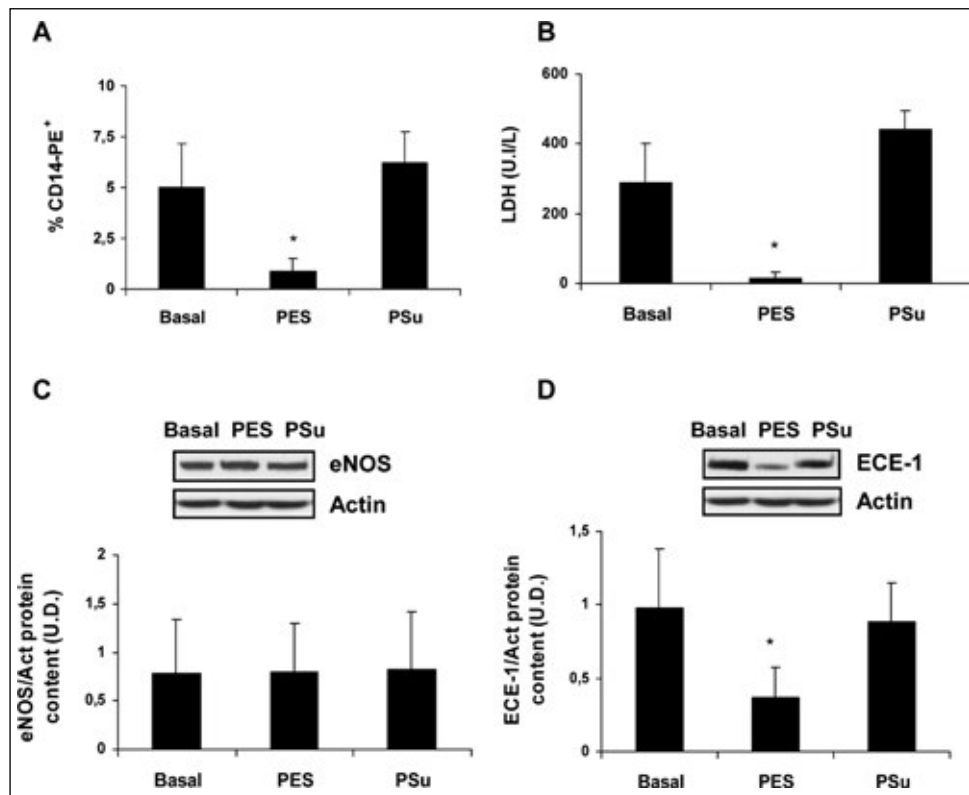 A
% CD14-PE+
10
7,5
5
2,5
0
*
Basal PES PSu
B
LDH (U.I/L)
600
400
200
0
*
Basal PES PSu
C
Basal PES PSu
eNOS
Actin
eNOS/Act protein
content (U.D.)
2
1,5
1
0,5
0
Basal PES PSu
D
Basal PES PSu
ECE-1
Actin
ECE-1/Act protein
content (U.D.)
1,5
1
0,5
0
*
Basal PES PSu